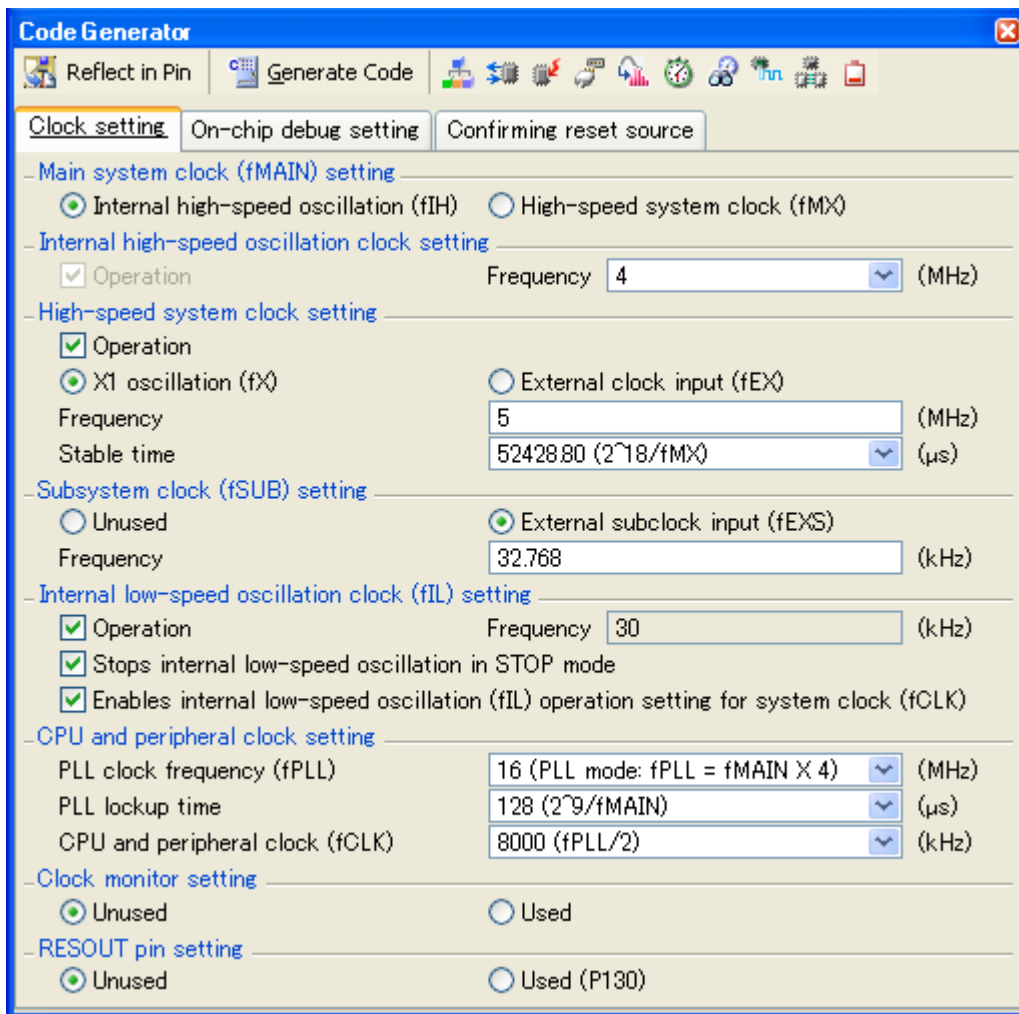 Code Generator
Reflect in Pin Generate Code
Clock setting On-chip debug setting Confirming reset source
Main system clock (fMAIN) setting
Internal high-speed oscillation (fIH) High-speed system clock (fMX)
Internal high-speed oscillation clock setting
Operation Frequency 4 (MHz)
High-speed system clock setting
Operation
X1 oscillation (fX) External clock input (fEX)
Frequency 5 (MHz)
Stable time 52428.80 (2^18/fMX) (μs)
Subsystem clock (fSUB) setting
Unused External subclock input (fEXS)
Frequency 32.768 (kHz)
Internal low-speed oscillation clock (fIL) setting
Operation Frequency 30 (kHz)
Stops internal low-speed oscillation in STOP mode
Enables internal low-speed oscillation (fIL) operation setting for system clock (fCLK)
CPU and peripheral clock setting
PLL clock frequency (fPLL) 16 (PLL mode: fPLL = fMAIN X 4) (MHz)
PLL lockup time 128 (2^9/fMAIN) (μs)
CPU and peripheral clock (fCLK) 8000 (fPLL/2) (kHz)
Clock monitor setting
Unused Used
RESOUT pin setting
Unused Used (P130)